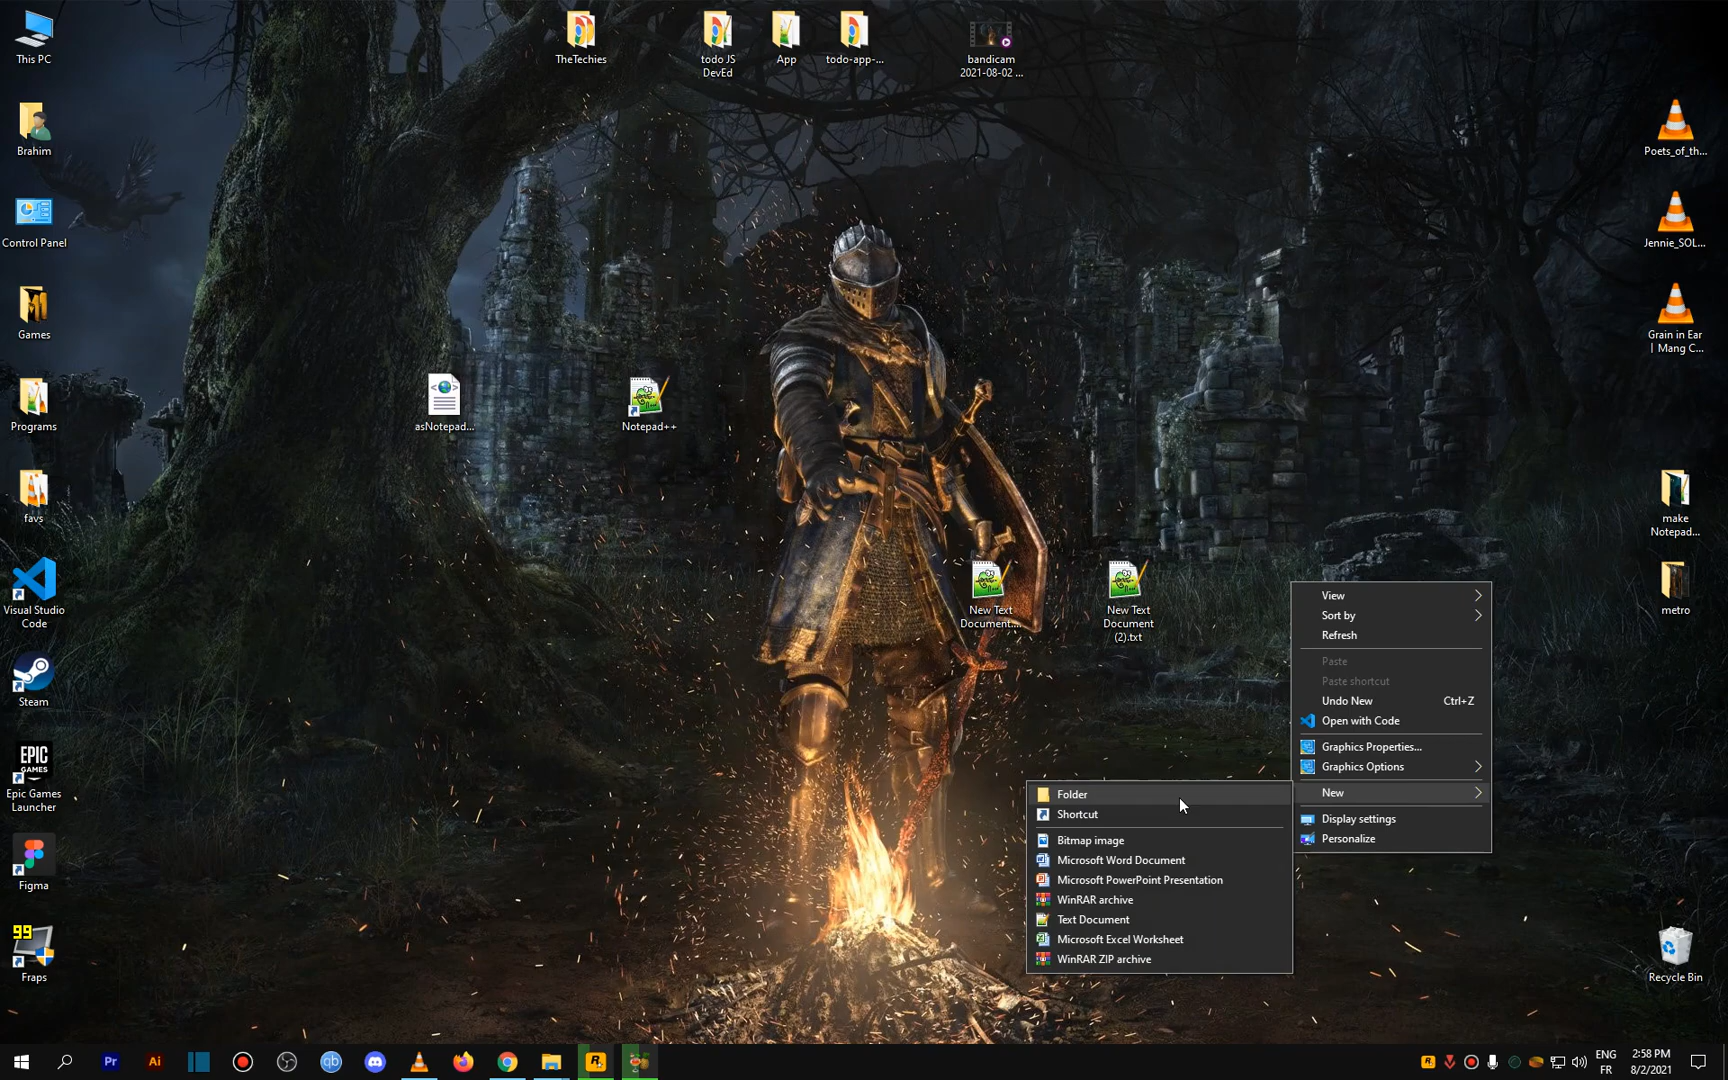 This PC
TheTechies
todo JS
DevEd
App
todo-app-...
bandicam
2021-08-02 ...
Brahim
Poets_of_th...
Control Panel
Jennie_SOL...
Games
Grain in Ear
| Mang C...
Programs
asNotepad...
Notepad++
favs
make
Notepad...
Visual Studio
Code
New Text
Document....
New Text
Document
(2).txt
metro
Steam
EPIC
GAMES
Epic Games
Launcher
Figma
99
Fraps
Recycle Bin
View
Sort by
Refresh
Paste
Paste shortcut
Undo New Ctrl+Z
Open with Code
Graphics Properties...
Graphics Options
New
Display settings
Personalize
Folder
Shortcut
Bitmap image
Microsoft Word Document
Microsoft PowerPoint Presentation
WinRAR archive
Text Document
Microsoft Excel Worksheet
WinRAR ZIP archive
Pr
Ai
qb
R
ENG
FR
2:58 PM
8/2/2021